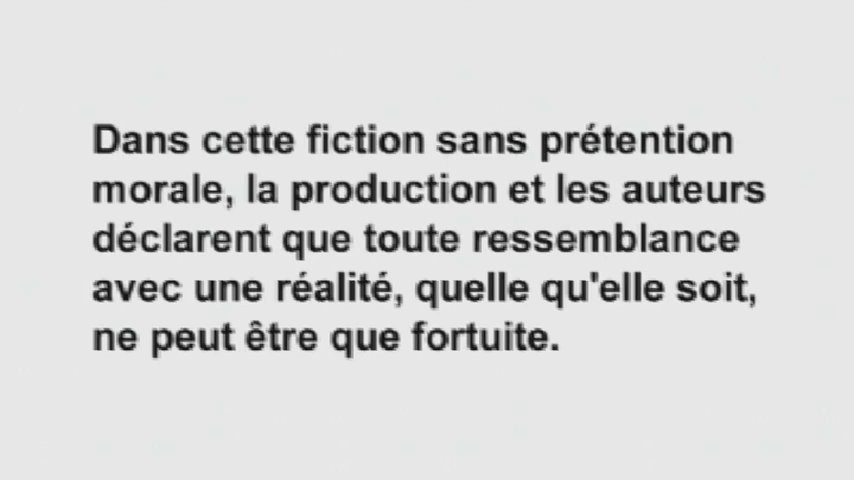 Dans cette fiction sans prétention
morale, la production et les auteurs
déclarent que toute ressemblance
avec une réalité, quelle qu'elle soit,
ne peut être que fortuite.